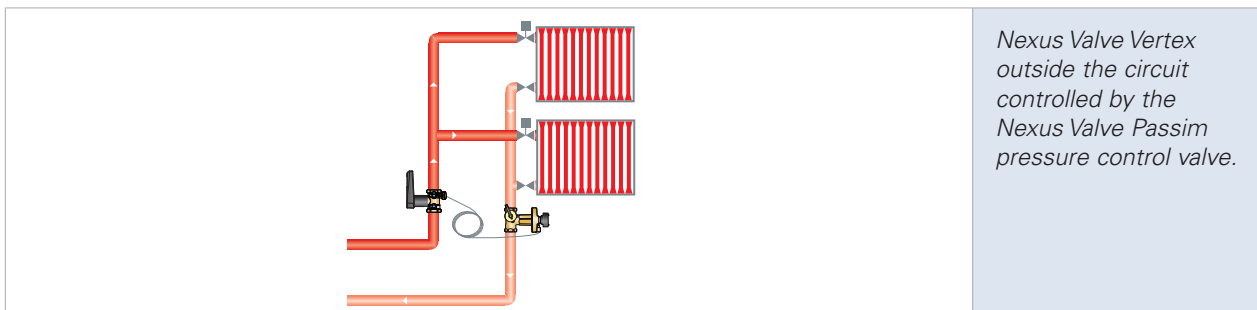 Nexus Valve Vertex
outside the circuit
controlled by the
Nexus Valve Passim
pressure control valve.